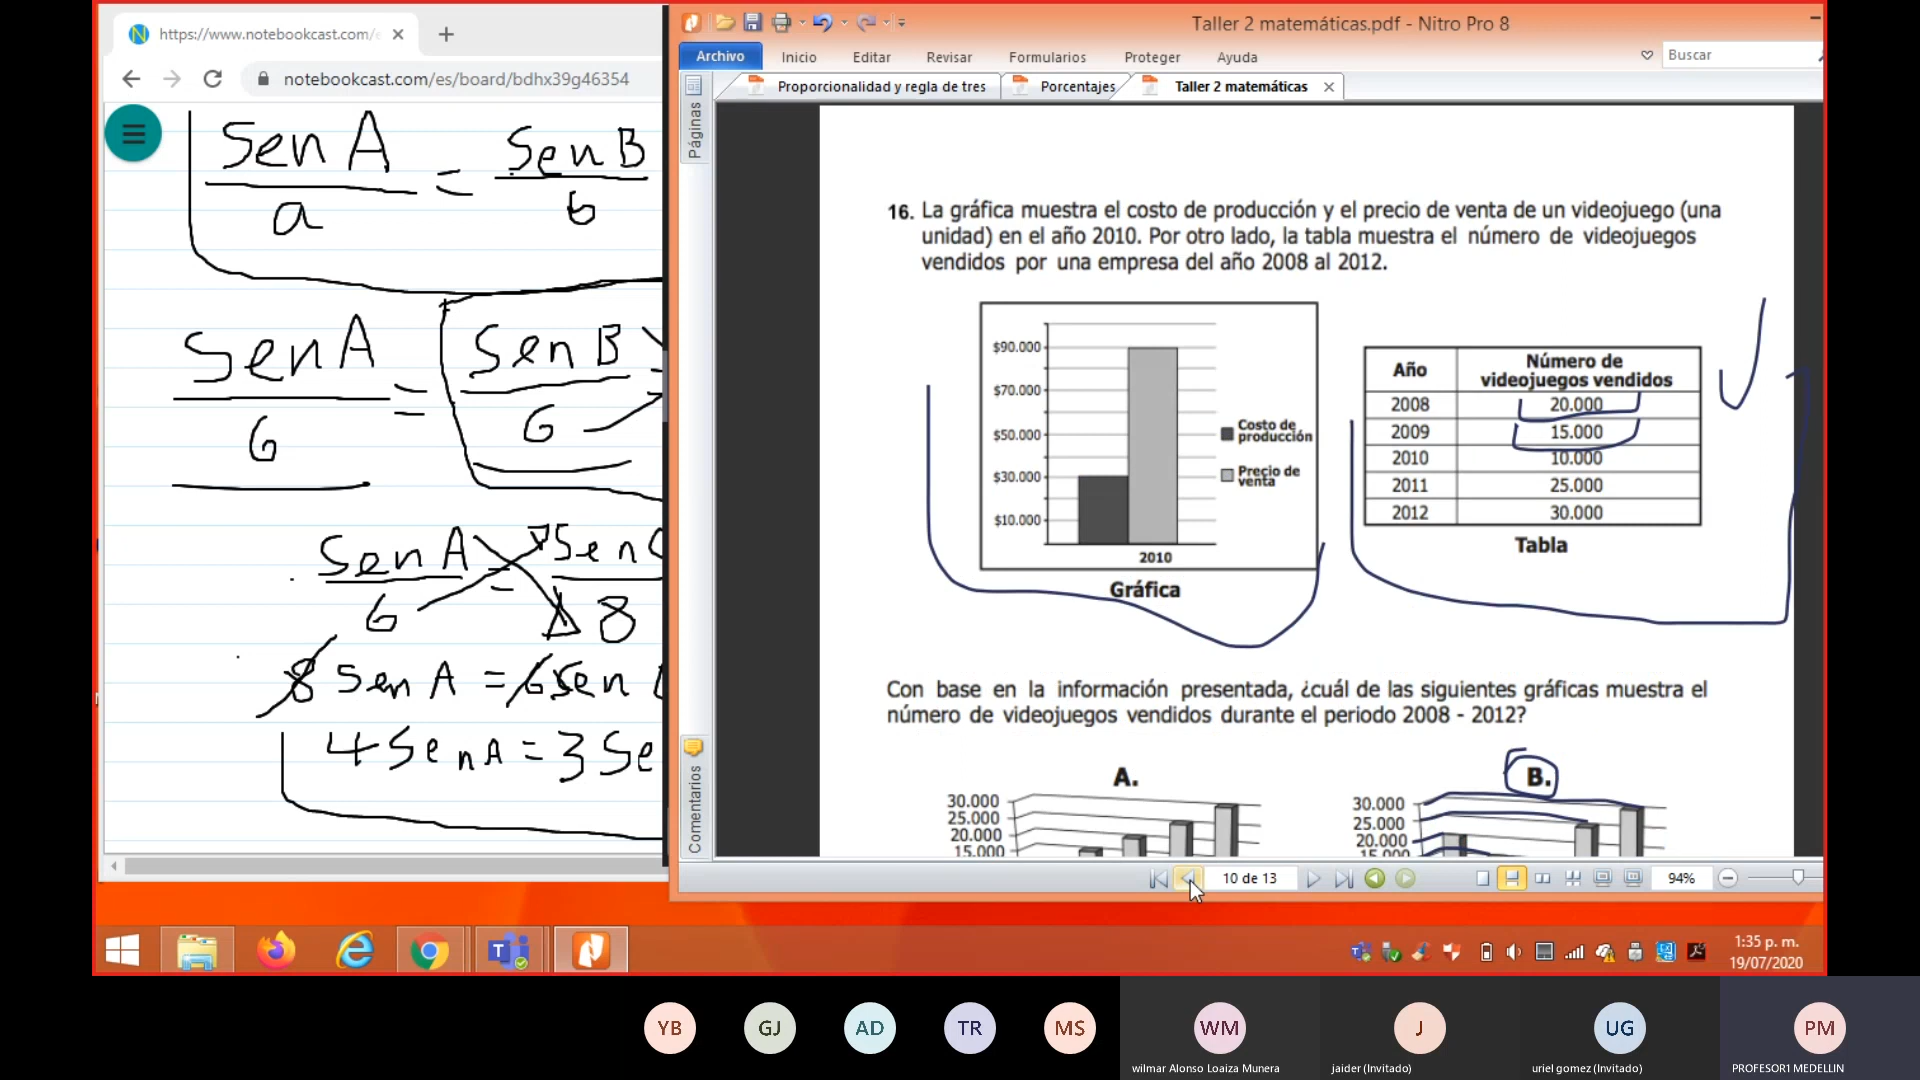 https://www.notebookcast.com/e
notebookcast.com/es/board/bdhx39g46354
Sen A
a
=
Sen B
b
Sen A
6
=
Sen B
6
Sen A
6
=
Sen
8
8 Sen A = 6 Sen
4 Sen A = 3 Se
Taller 2 matemáticas.pdf - Nitro Pro 8
Archivo Inicio Editar Revisar Formularios Proteger Ayuda
Buscar
Proporcionalidad y regla de tres Porcentajes Taller 2 matemáticas
Páginas
Comentarios
16. La gráfica muestra el costo de producción y el precio de venta de un videojuego (una
unidad) en el año 2010. Por otro lado, la tabla muestra el número de videojuegos
vendidos por una empresa del año 2008 al 2012.
$90.000
$70.000
$50.000
$30.000
$10.000
2010
Costo de
producción
Precio de
venta
Gráfica
Año Número de
videojuegos vendidos
2008 20.000
2009 15.000
2010 10.000
2011 25.000
2012 30.000
Tabla
Con base en la información presentada, ¿cuál de las siguientes gráficas muestra el
número de videojuegos vendidos durante el periodo 2008 - 2012?
A.
30.000
25.000
20.000
15.000
B.
30.000
25.000
20.000
15.000
10 de 13
94%
1:35 p. m.
19/07/2020
YB GJ AD TR MS WM J UG PM
wilmar Alonso Loaiza Munera
jaider (Invitado)
uriel gomez (Invitado)
PROFESOR1 MEDELLIN